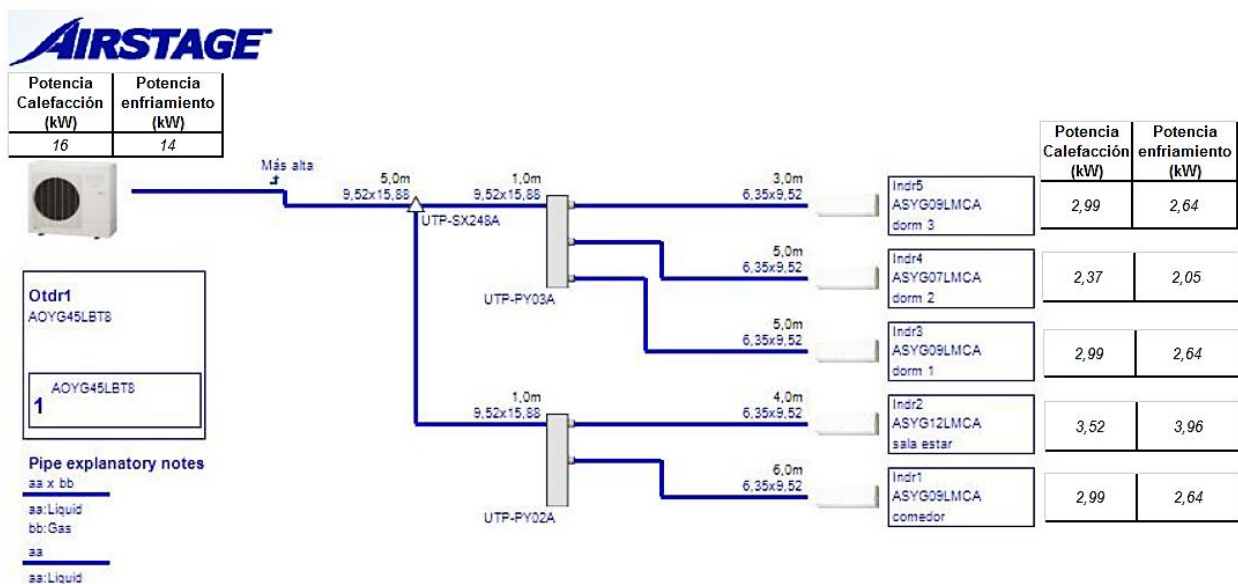 AIRSTAGE
Potencia Calefacción (kW) Potencia enfriamiento (kW)
16 14
Más alta
5,0m
9,52x15,88
UTP-SX248A
1,0m
9,52x15,88
UTP-PY03A
3,0m
6,35x9,52
5,0m
6,35x9,52
5,0m
6,35x9,52
1,0m
9,52x15,88
UTP-PY02A
4,0m
6,35x9,52
6,0m
6,35x9,52
Otdr1
AOYG45LBT8
1 AOYG45LBT8
Pipe explanatory notes
aa x bb
aa:Liquid
bb:Gas
aa
aa:Liquid
Potencia Calefacción (kW) Potencia enfriamiento (kW)
Indr5
ASYG09LMCA
dorm 3
2,99 2,64
Indr4
ASYG07LMCA
dorm 2
2,37 2,05
Indr3
ASYG09LMCA
dorm 1
2,99 2,64
Indr2
ASYG12LMCA
sala estar
3,52 3,96
Indr1
ASYG09LMCA
comedor
2,99 2,64